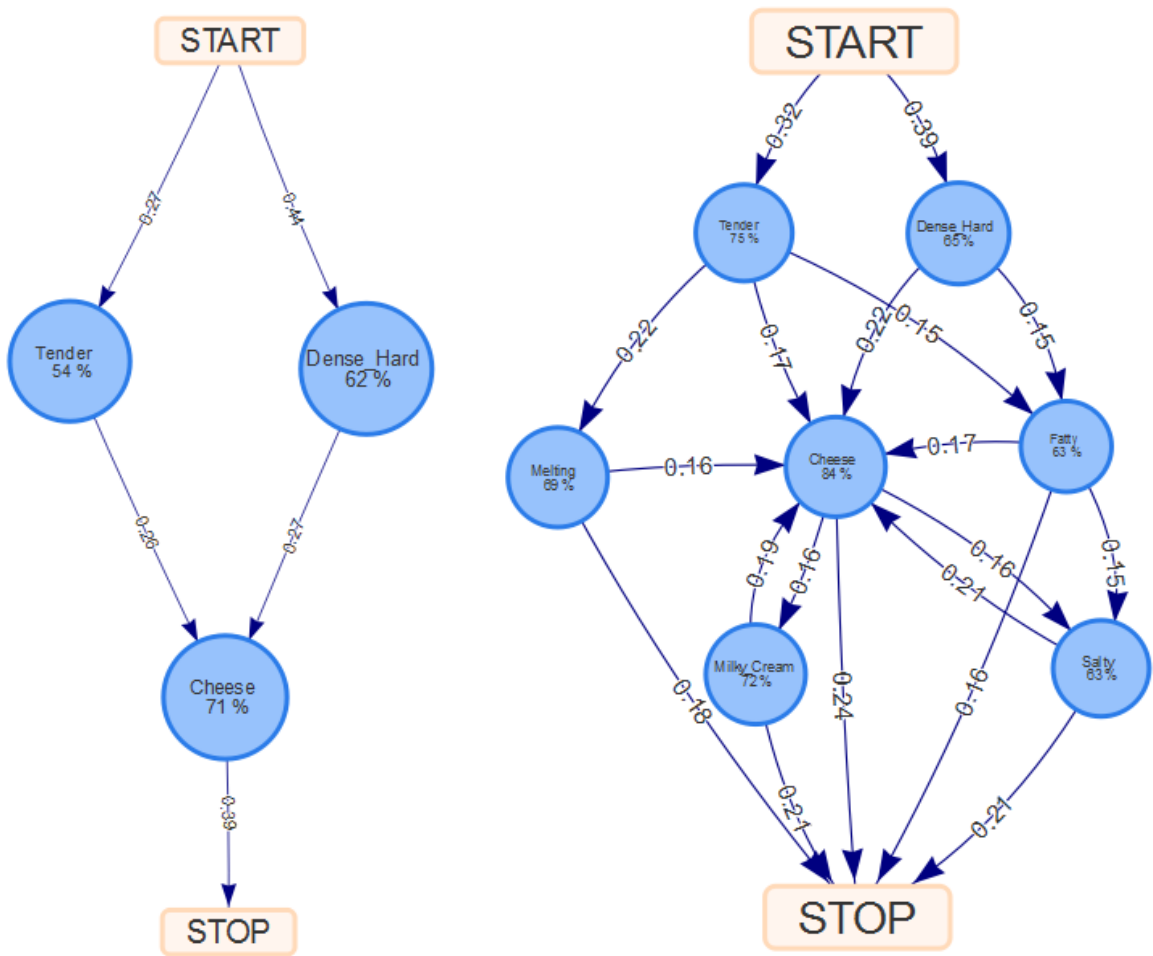 START
0.27
0.44
Tender
54 %
Dense_Hard
62 %
0.26
0.27
Cheese
71 %
0.39
STOP
START
0.32
0.39
Tender
75 %
Dense_Hard
65 %
0.22
0.17
0.22
0.15
0.15
Melting
69 %
0.16
Cheese
84 %
0.17
Fatty
63 %
0.19
0.16
0.16
0.21
0.15
Milky_Cream
72 %
Salty
63 %
0.18
0.24
0.16
0.21
0.21
STOP